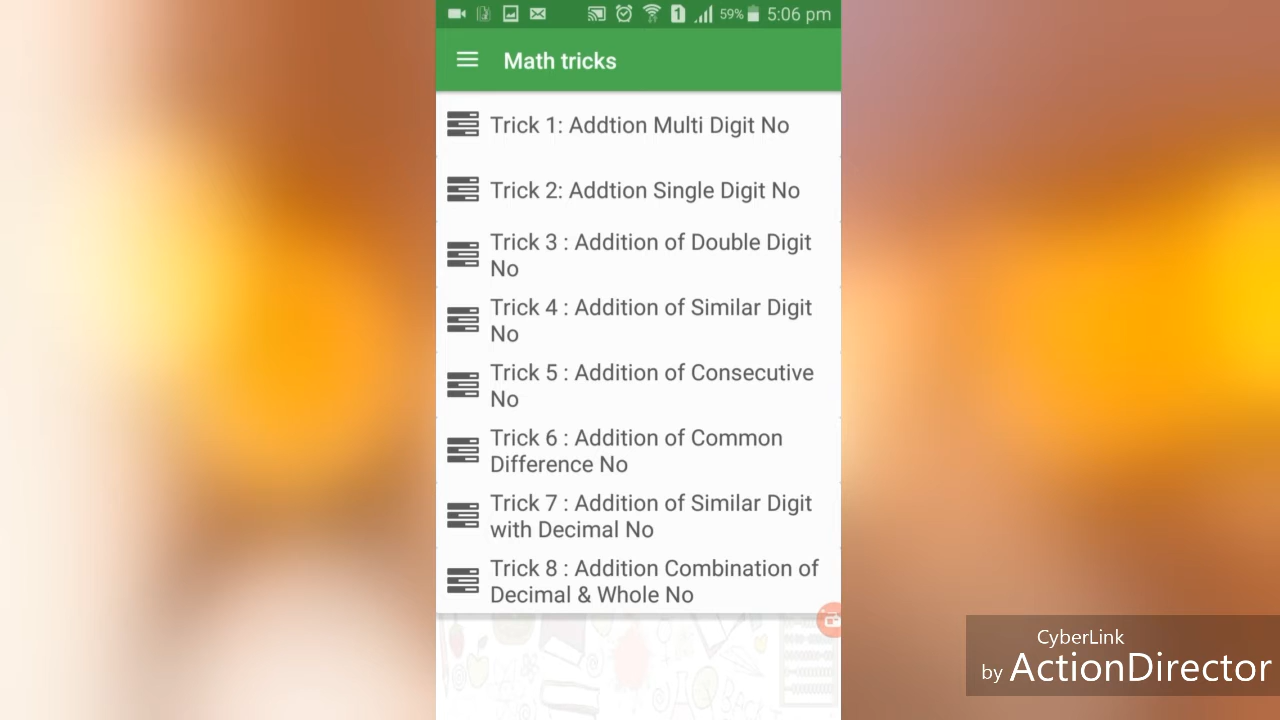 59% 5:06 pm
Math tricks
Trick 1: Addtion Multi Digit No
Trick 2: Addtion Single Digit No
Trick 3 : Addition of Double Digit
No
Trick 4 : Addition of Similar Digit
No
Trick 5 : Addition of Consecutive
No
Trick 6 : Addition of Common
Difference No
Trick 7 : Addition of Similar Digit
with Decimal No
Trick 8 : Addition Combination of
Decimal & Whole No
CyberLink
by ActionDirector